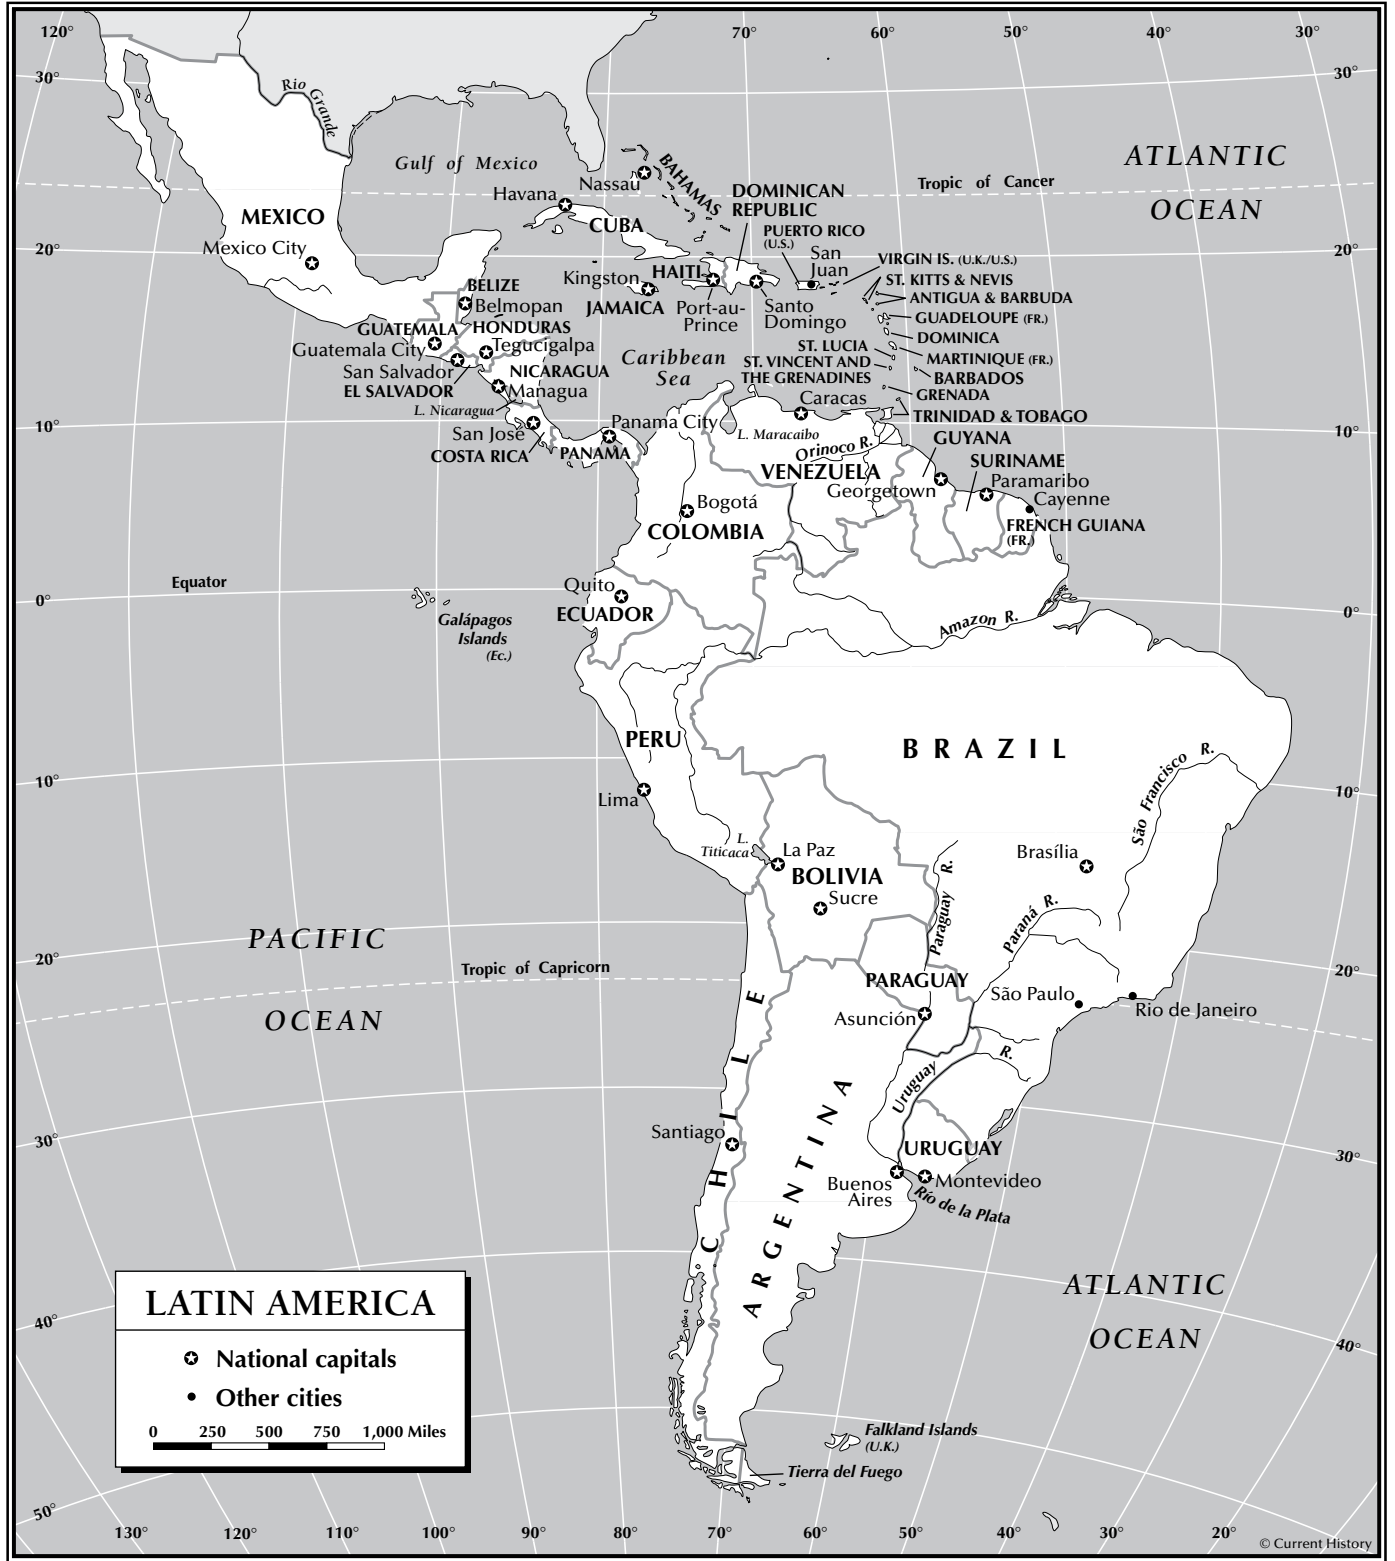 120°
70°
60°
50°
40°
30°
30°
30°
Rio Grande
Gulf of Mexico
ATLANTIC
OCEAN
Tropic of Cancer
Nassau
BAHAMAS
Havana
CUBA
DOMINICAN
REPUBLIC
PUERTO RICO
(U.S.)
San
Juan
MEXICO
Mexico City
20°
20°
VIRGIN IS. (U.K./U.S.)
ST. KITTS & NEVIS
ANTIGUA & BARBUDA
GUADELOUPE (FR.)
DOMINICA
MARTINIQUE (FR.)
BARBADOS
GRENADA
TRINIDAD & TOBAGO
Kingston
JAMAICA
HAITI
Port-au-
Prince
Santo
Domingo
BELIZE
Belmopan
GUATEMALA
Guatemala City
HONDURAS
Tegucigalpa
San Salvador
EL SALVADOR
NICARAGUA
Managua
L. Nicaragua
Caribbean
Sea
ST. LUCIA
ST. VINCENT AND
THE GRENADINES
10°
10°
San José
COSTA RICA
Panama City
PANAMA
Caracas
L. Maracaibo
Orinoco R.
VENEZUELA
GUYANA
Georgetown
SURINAME
Paramaribo
Cayenne
FRENCH GUIANA
(FR.)
Bogotá
COLOMBIA
Equator
0°
0°
Galápagos
Islands
(Ec.)
Quito
ECUADOR
Amazon R.
PERU
Lima
BRAZIL
São Francisco R.
10°
10°
L.
Titicaca
La Paz
BOLIVIA
Sucre
Brasília
Paraguay R.
Paraná R.
PACIFIC
OCEAN
20°
20°
Tropic of Capricorn
PARAGUAY
Asunción
São Paulo
Rio de Janeiro
CHILE
ARGENTINA
Uruguay R.
Santiago
30°
30°
URUGUAY
Buenos
Aires
Montevideo
Río de la Plata
ATLANTIC
OCEAN
40°
40°
LATIN AMERICA
National capitals
Other cities
0 250 500 750 1,000 Miles
Falkland Islands
(U.K.)
Tierra del Fuego
50°
130°
120°
110°
100°
90°
80°
70°
60°
50°
40°
30°
20°
© Current History